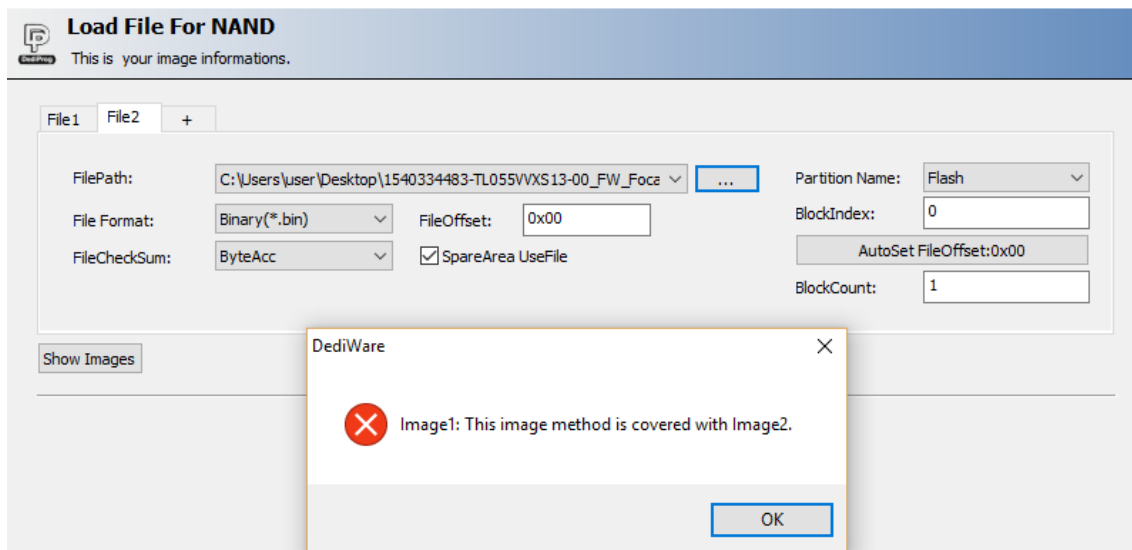 Load File For NAND
DediProg
This is your image informations.
File1 File2 +
FilePath: C:\Users\user\Desktop\1540334483-TL055VVXS13-00_FW_Foca ... Partition Name: Flash
File Format: Binary(*.bin) FileOffset: 0x00 BlockIndex: 0
FileCheckSum: ByteAcc SpareArea UseFile AutoSet FileOffset:0x00
BlockCount: 1
Show Images
DediWare
Image1: This image method is covered with Image2.
OK